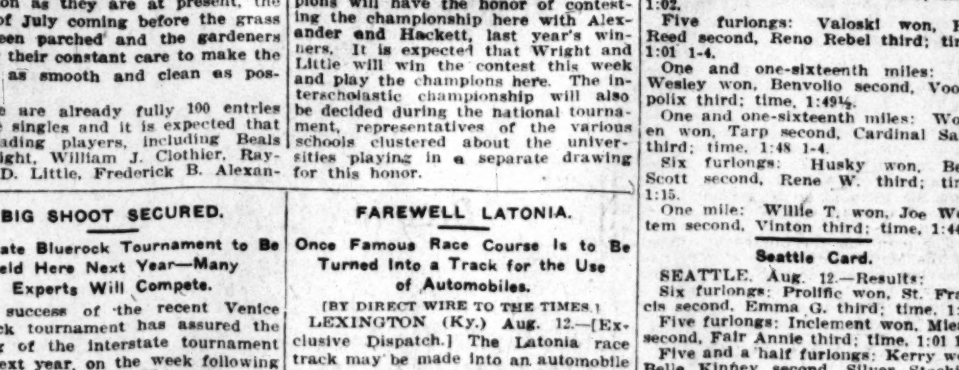 on as they are at present, the
of July coming before the grass
een parched and the gardeners
their constant care to make the
as smooth and clean as pos-
e are already fully 100 entries
singles and it is expected that
ading players, including Beals
ight, William J. Clothier, Ray-
D. Little, Frederick B. Alexan-
BIG SHOOT SECURED.
ate Bluerock Tournament to Be
eld Here Next Year—Many
Experts Will Compete.
success of the recent Venice
ck tournament has assured the
g of the interstate tournament
next year, on the week following
pions will have the honor of contest-
ing the championship here with Alex-
ander and Hackett, last year's win-
ners. It is expected that Wright and
Little will win the contest this week
and play the champions here. The in-
terscholastic championship will also
be decided during the national tourna-
ment, representatives of the various
schools clustered about the univer-
sities playing in a separate drawing
for this honor.
FAREWELL LATONIA.
Once Famous Race Course Is to Be
Turned Into a Track for the Use
of Automobiles.
[BY DIRECT WIRE TO THE TIMES.]
LEXINGTON (Ky.) Aug. 12.—[Ex-
clusive Dispatch.] The Latonia race
track may be made into an automobile
1:02.
Five furlongs: Valoski won,
Reed second, Reno Rebel third; tim
1:01 1-4.
One and one-sixteenth miles:
Wesley won, Benvolio second, Voo
polix third; time, 1:49½.
One and one-sixteenth miles: Wo
en won, Tarp second, Cardinal Sa
third; time, 1:48 1-4.
Six furlongs: Husky won, Be
Scott second, Rene W. third; tim
1:15.
One mile: Willie T. won, Joe We
tem second, Vinton third; time, 1:44
Seattle Card.
SEATTLE, Aug. 12.—Results:
Six furlongs: Prolific won, St. Fra
cis second, Emma G. third; time, 1:
Five furlongs: Inclement won, Mies
second, Fair Annie third; time, 1:01
Five and a half furlongs: Kerry w
Belle Kinney second, Silver